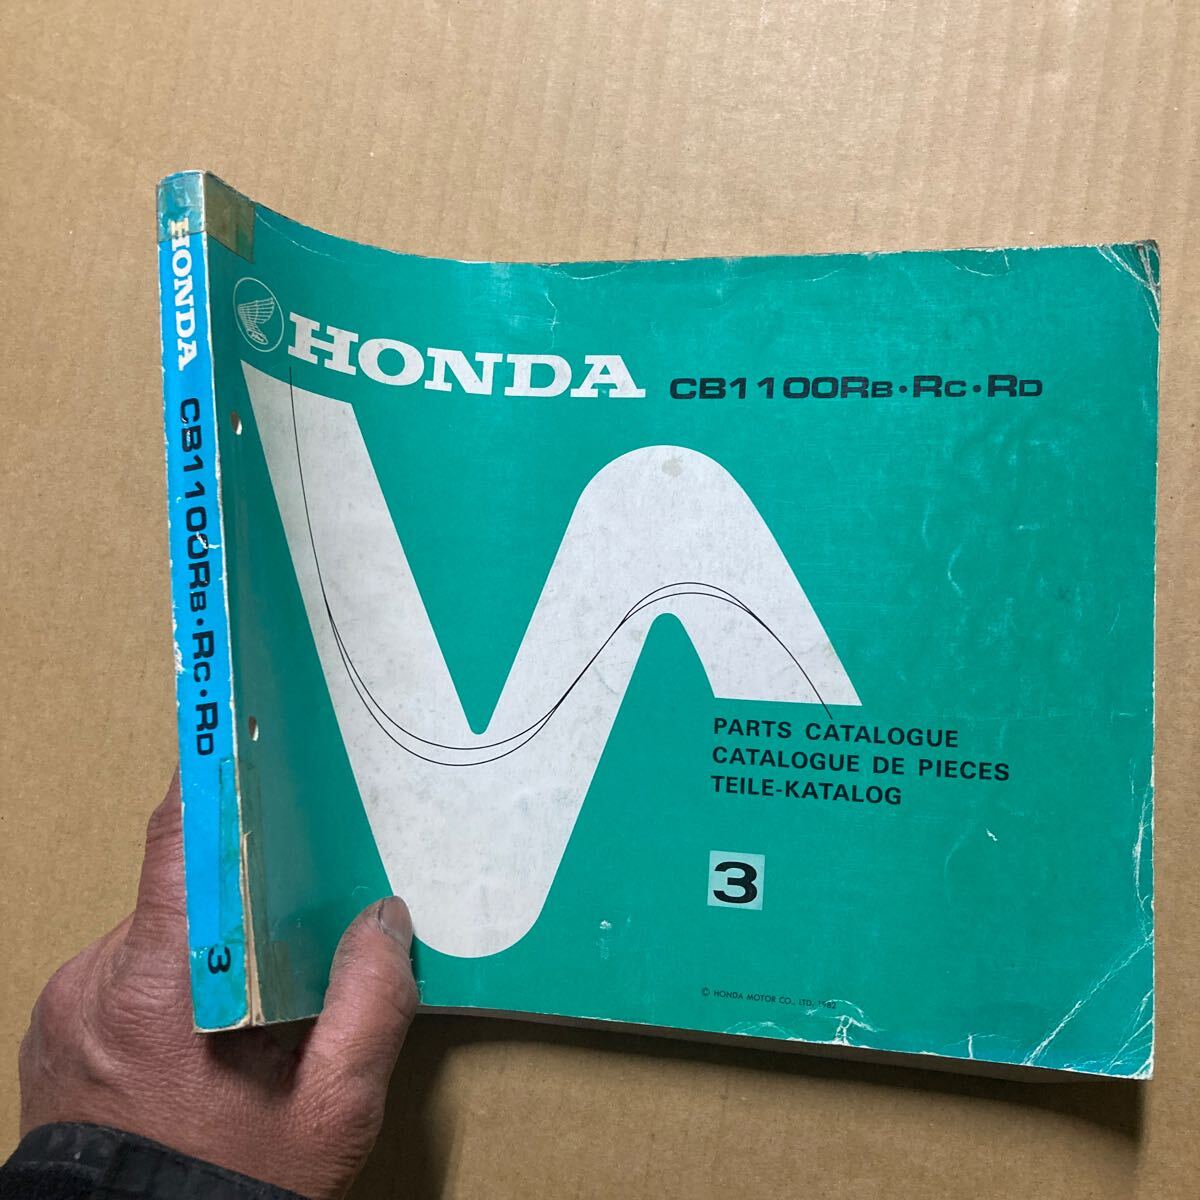 HONDA CB1100RB・RC・RD 3
HONDA CB1100RB・RC・RD
PARTS CATALOGUE
CATALOGUE DE PIECES
TEILE-KATALOG
3
© HONDA MOTOR CO., LTD, 1982